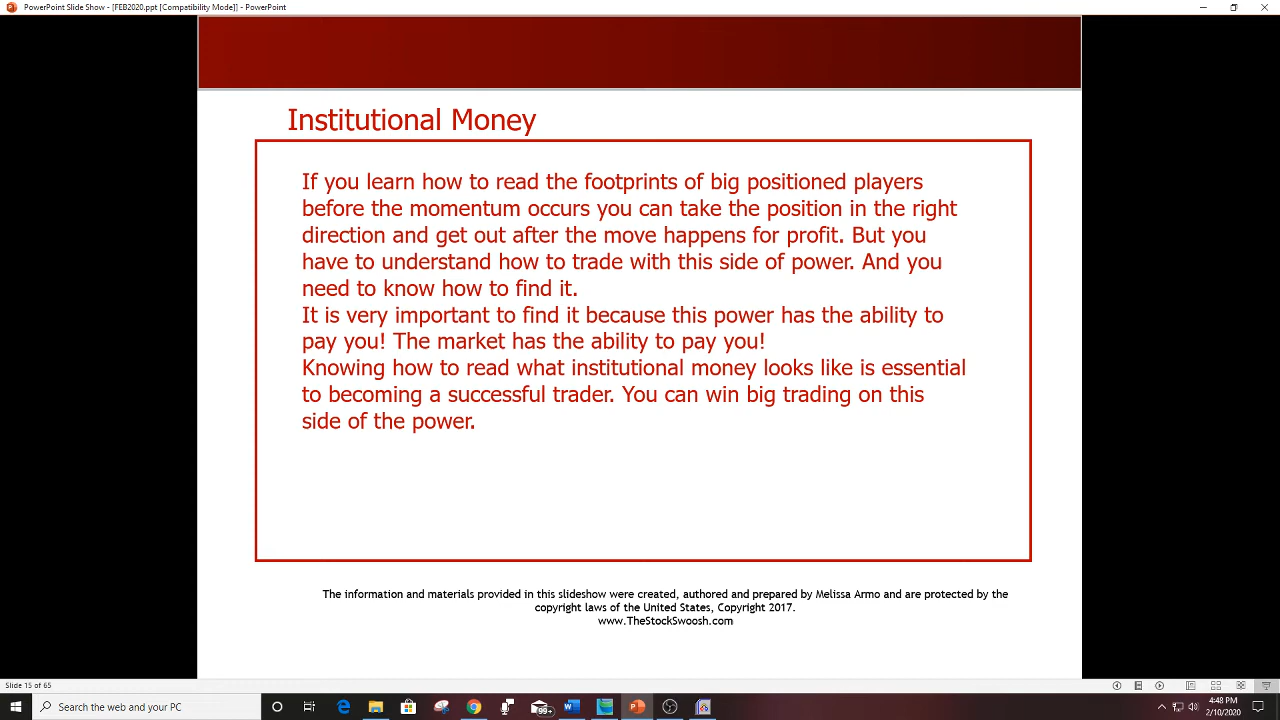 PowerPoint Slide Show - [FEB2020.ppt [Compatibility Mode]] - PowerPoint
Institutional Money
If you learn how to read the footprints of big positioned players
before the momentum occurs you can take the position in the right
direction and get out after the move happens for profit. But you
have to understand how to trade with this side of power. And you
need to know how to find it.
It is very important to find it because this power has the ability to
pay you! The market has the ability to pay you!
Knowing how to read what institutional money looks like is essential
to becoming a successful trader. You can win big trading on this
side of the power.
The information and materials provided in this slideshow were created, authored and prepared by Melissa Armo and are protected by the
copyright laws of the United States, Copyright 2017.
www.TheStockSwoosh.com
Slide 15 of 65
Search the web and your PC
99+
4:48 PM
2/10/2020